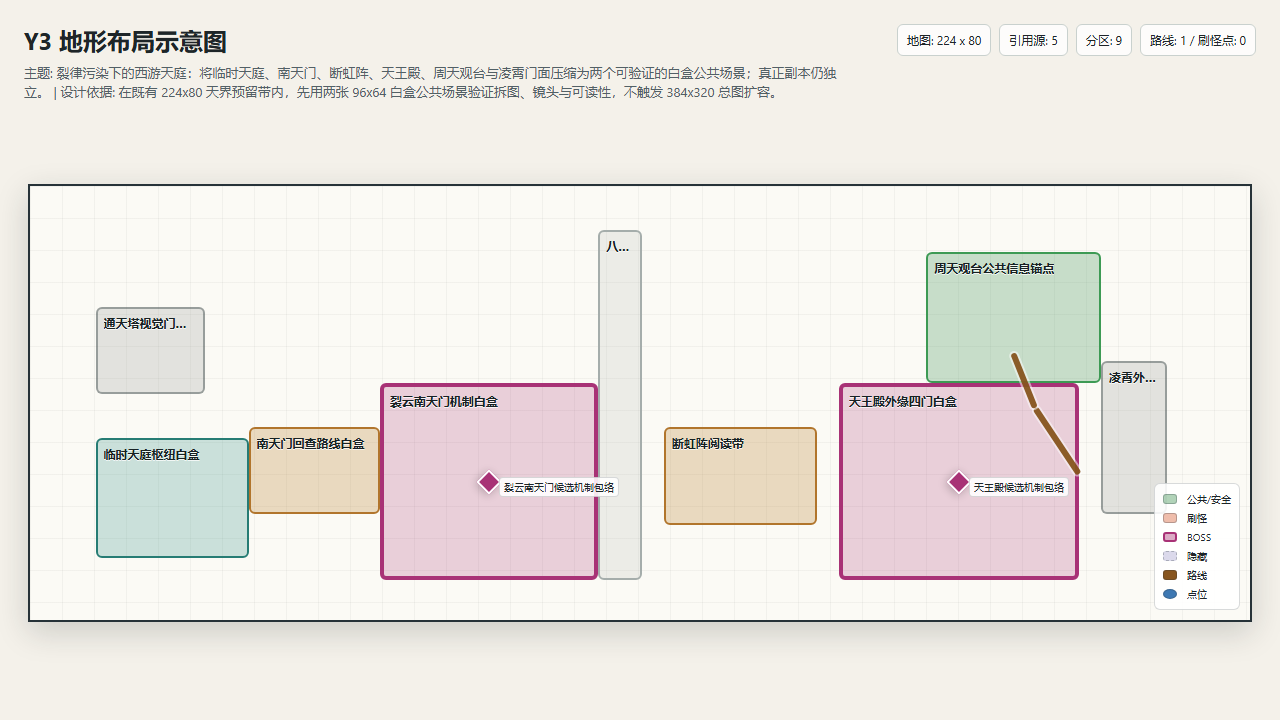 Y3 地形布局示意图
地图: 224 x 80
引用源: 5
分区: 9
路线: 1 / 刷怪点: 0
主题: 裂律污染下的西游天庭：将临时天庭、南天门、断虹阵、天王殿、周天观台与凌霄门面压缩为两个可验证的白盒公共场景；真正副本仍独
立。 | 设计依据: 在既有 224x80 天界预留带内，先用两张 96x64 白盒公共场景验证拆图、镜头与可读性，不触发 384x320 总图扩容。
八...
周天观台公共信息锚点
通天塔视觉门...
凌霄外...
裂云南天门机制白盒
天王殿外缘四门白盒
南天门回查路线白盒
断虹阵阅读带
临时天庭枢纽白盒
裂云南天门候选机制包络
天王殿候选机制包络
公共/安全
刷怪
BOSS
隐藏
路线
点位